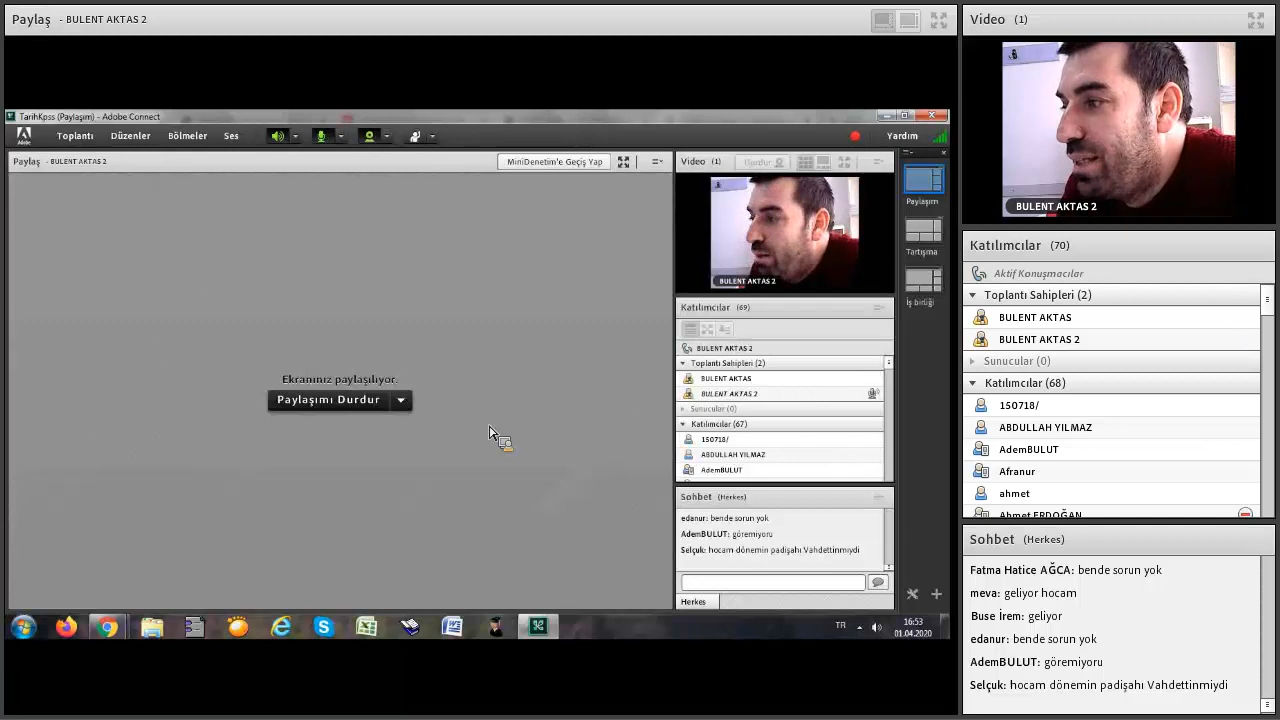 Paylaş - BULENT AKTAS 2
TarihKpss (Paylaşım) - Adobe Connect
Adobe
Toplantı Düzenler Bölmeler Ses
Yardım
Paylaş - BULENT AKTAS 2
MiniDenetim'e Geçiş Yap
Ekranınız paylaşılıyor.
Paylaşımı Durdur
Video (1)
Durdur
BULENT AKTAS 2
Katılımcılar (69)
BULENT AKTAS 2
Toplantı Sahipleri (2)
BULENT AKTAS
BULENT AKTAS 2
Sunucular (0)
Katılımcılar (67)
150718/
ABDULLAH YILMAZ
AdemBULUT
Sohbet (Herkes)
edanur: bende sorun yok
AdemBULUT: göremiyoru
Selçuk: hocam dönemin padişahı Vahdettinmıydi
Herkes
Paylaşım
Tartışma
İş birliği
TR
16:53
01.04.2020
Video (1)
BULENT AKTAS 2
Katılımcılar (70)
Aktif Konuşmacılar
Toplantı Sahipleri (2)
BULENT AKTAS
BULENT AKTAS 2
Sunucular (0)
Katılımcılar (68)
150718/
ABDULLAH YILMAZ
AdemBULUT
Afranur
ahmet
Ahmet ERDOĞAN
Sohbet (Herkes)
Fatma Hatice AĞCA: bende sorun yok
meva: geliyor hocam
Buse İrem: geliyor
edanur: bende sorun yok
AdemBULUT: göremiyoru
Selçuk: hocam dönemin padişahı Vahdettinmiydi